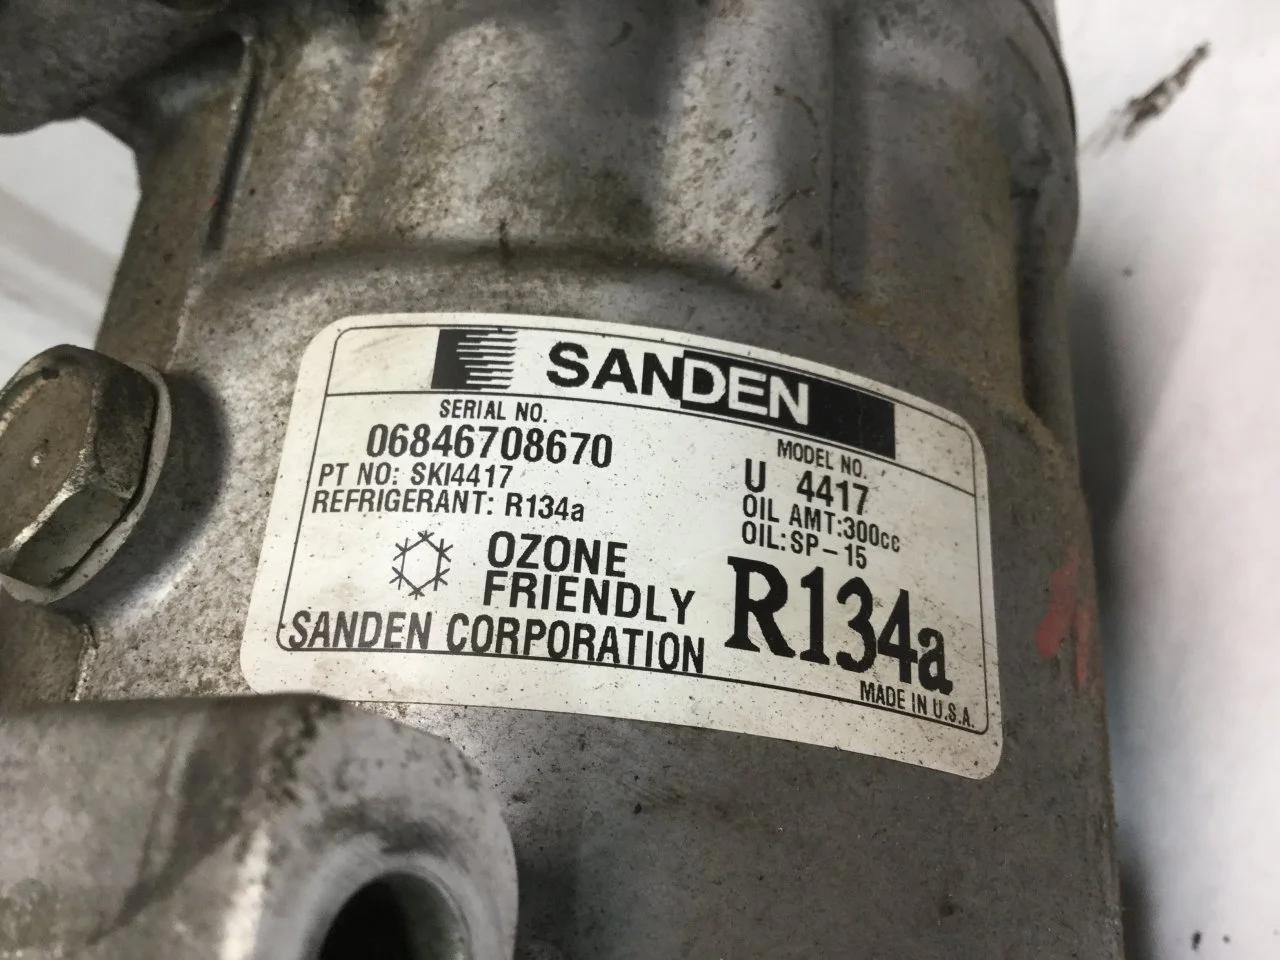 SANDEN
SERIAL NO.
06846708670
MODEL NO.
U 4417
PT NO: SKI4417
OIL AMT:300cc
REFRIGERANT: R134a
OIL:SP-15
OZONE
FRIENDLY
R134a
SANDEN CORPORATION
MADE IN U.S.A.